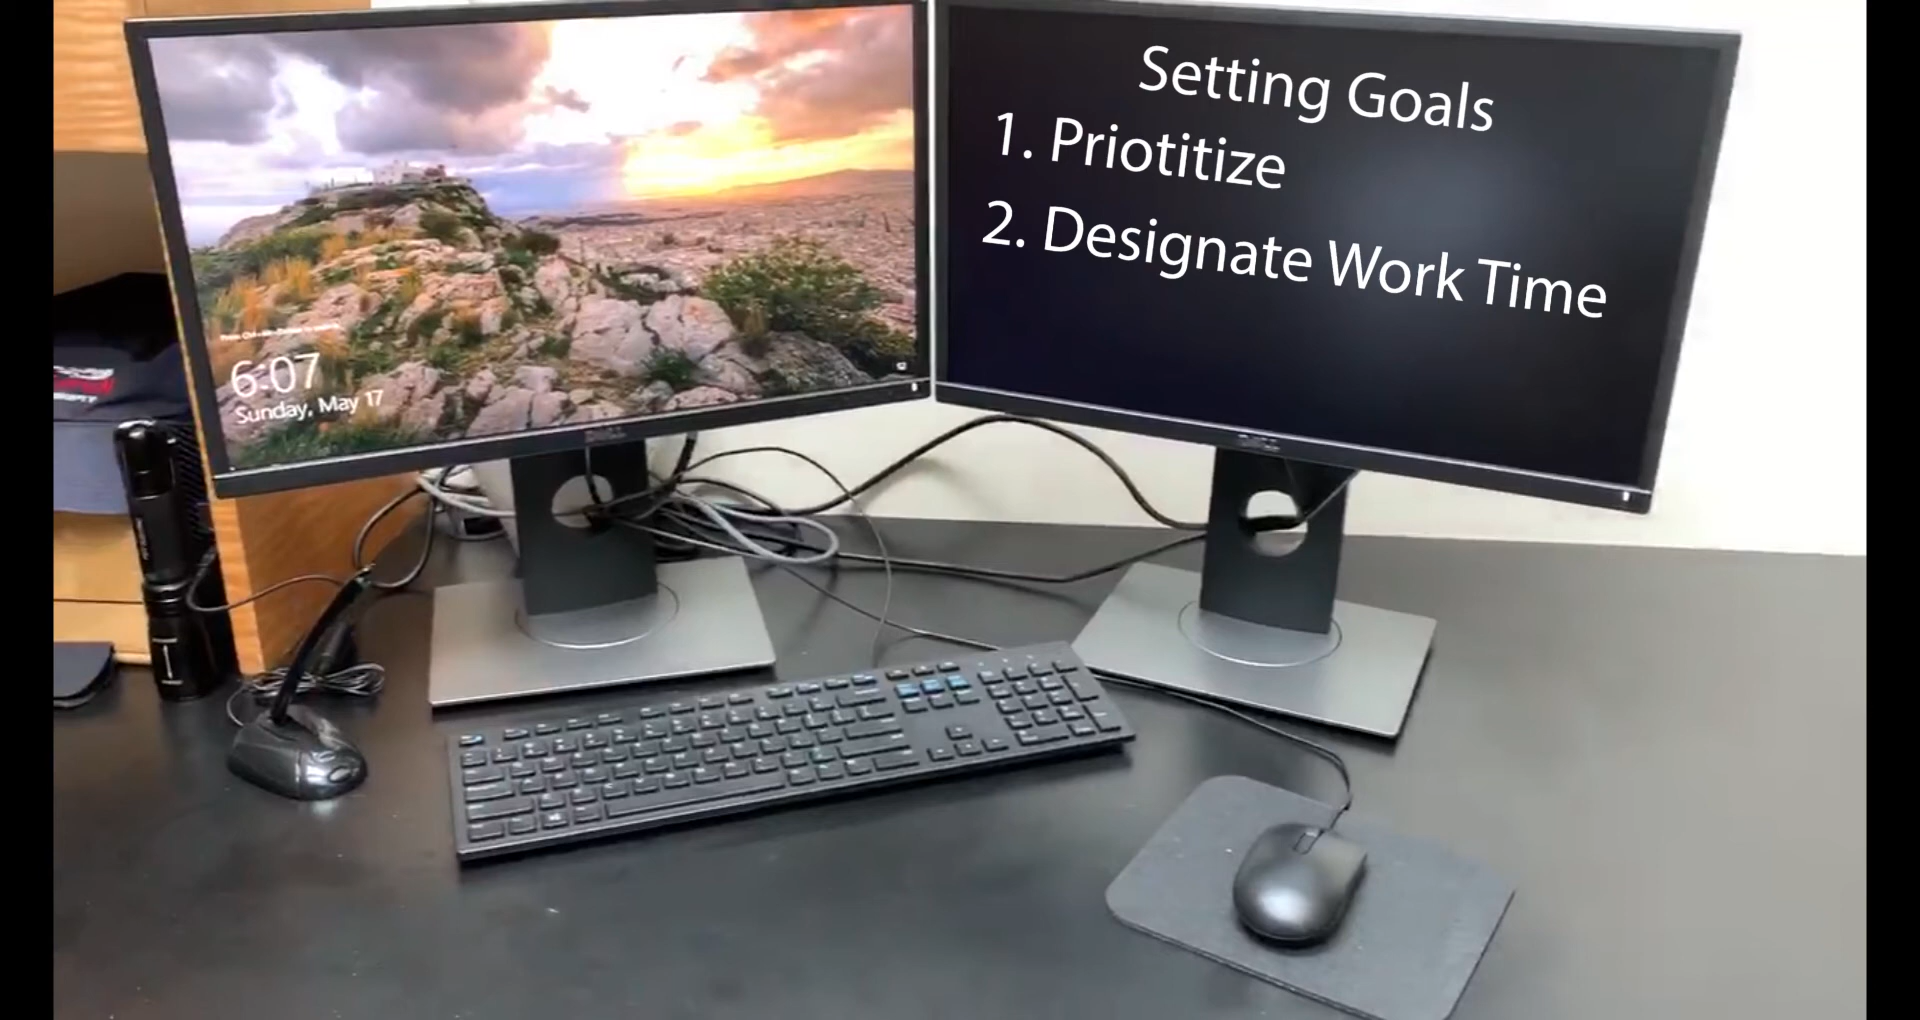 6:07
Sunday, May 17
Setting Goals
1. Priotitize
2. Designate Work Time